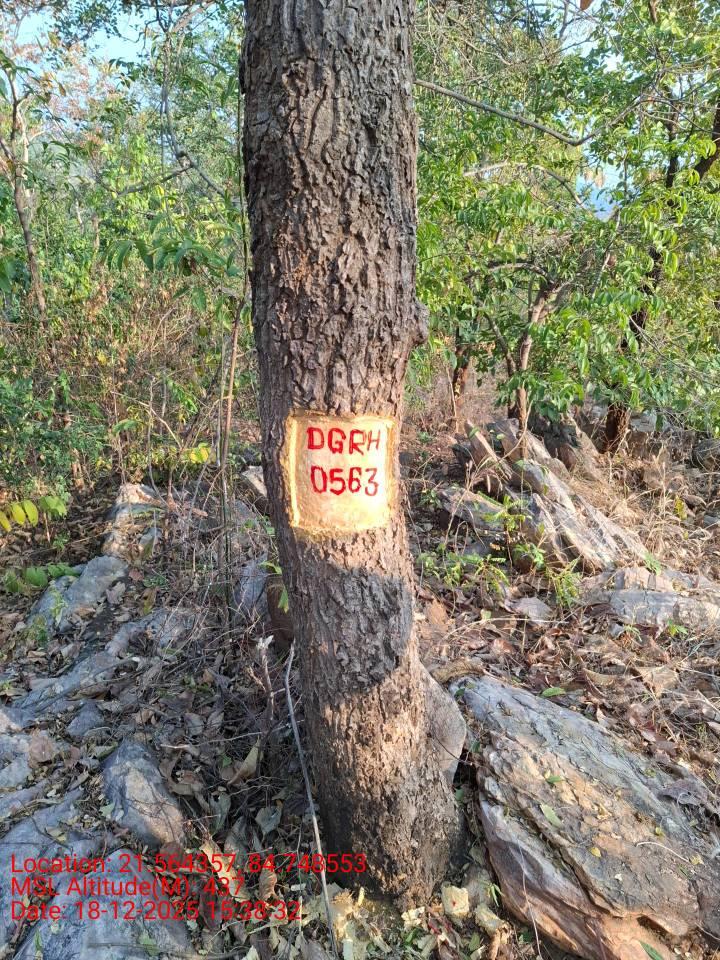 DGRH
0563
Location: 21.564357, 84.748553
MSL Altitude(M): 437
Date: 18-12-2025 15:38:32